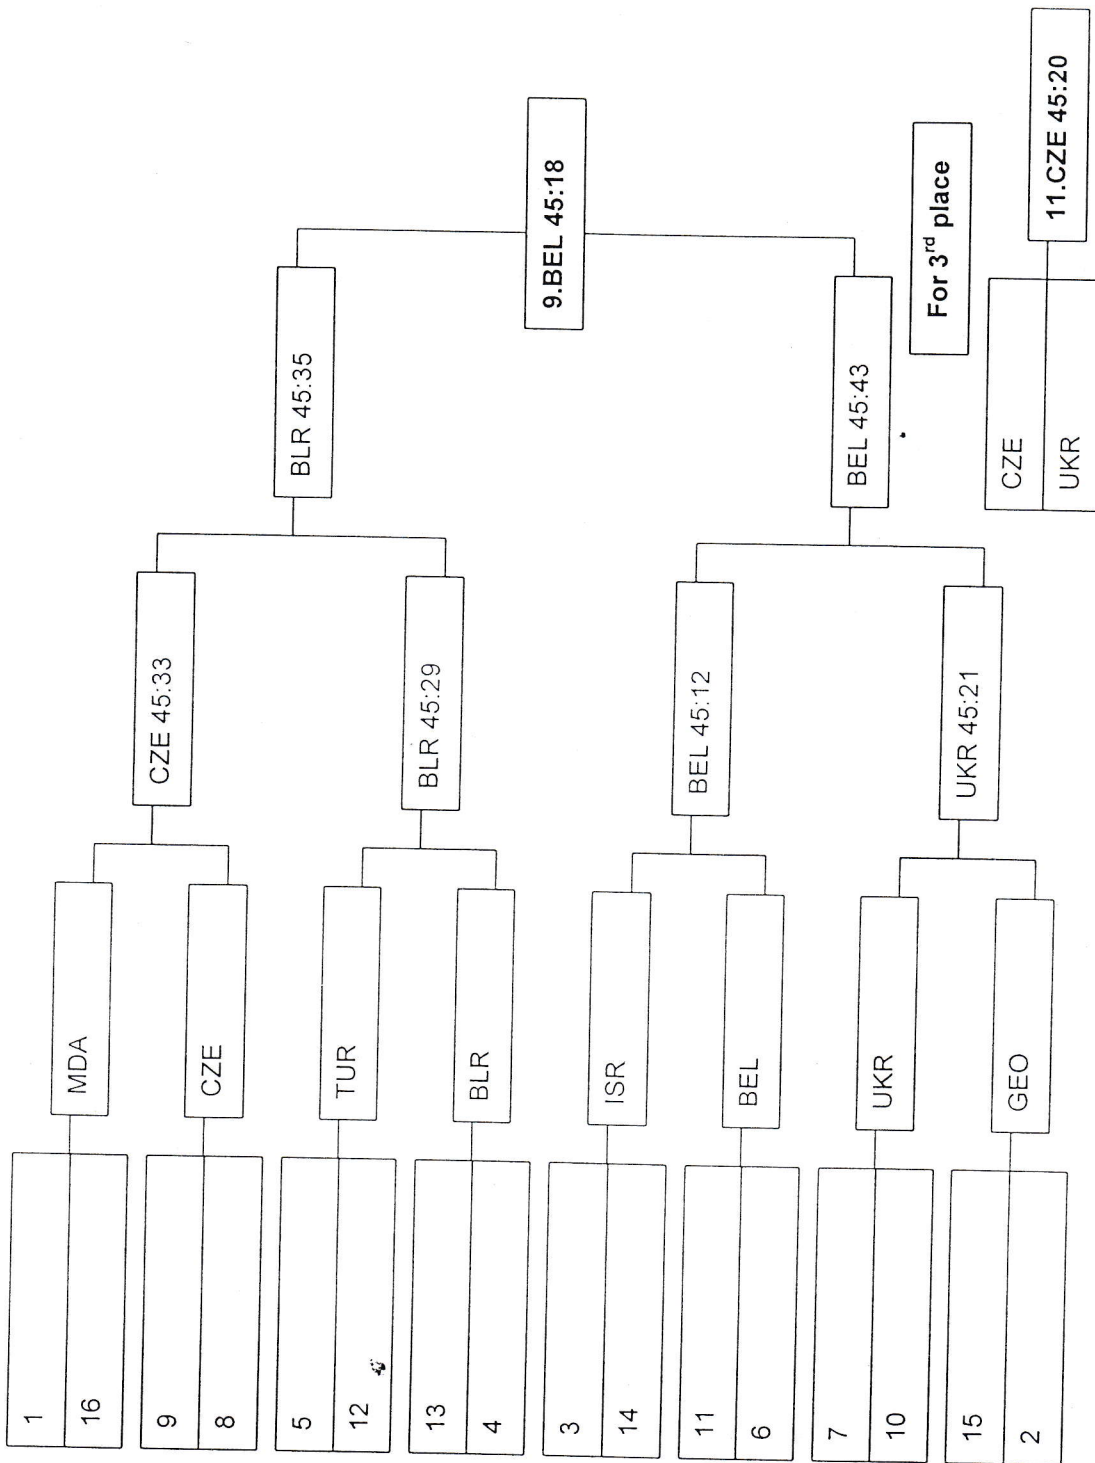 1
16
9
8
5
12
13
4
3
14
11
6
7
10
15
2
MDA
CZE
TUR
BLR
ISR
BEL
UKR
GEO
CZE 45:33
BLR 45:29
BEL 45:12
UKR 45:21
BLR 45:35
BEL 45:43
9.BEL 45:18
For 3rd place
CZE
UKR
11.CZE 45:20